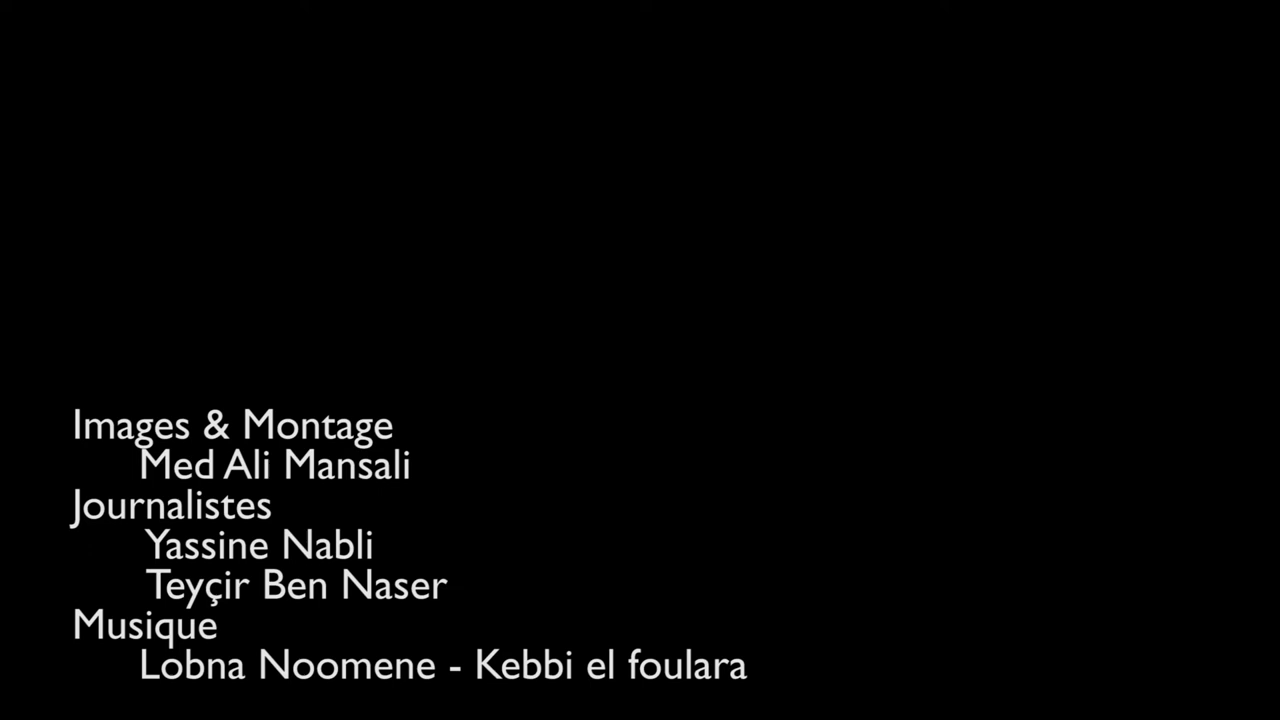 Images & Montage
Med Ali Mansali
Journalistes
Yassine Nabli
Teyçir Ben Naser
Musique
Lobna Noomene - Kebbi el foulara